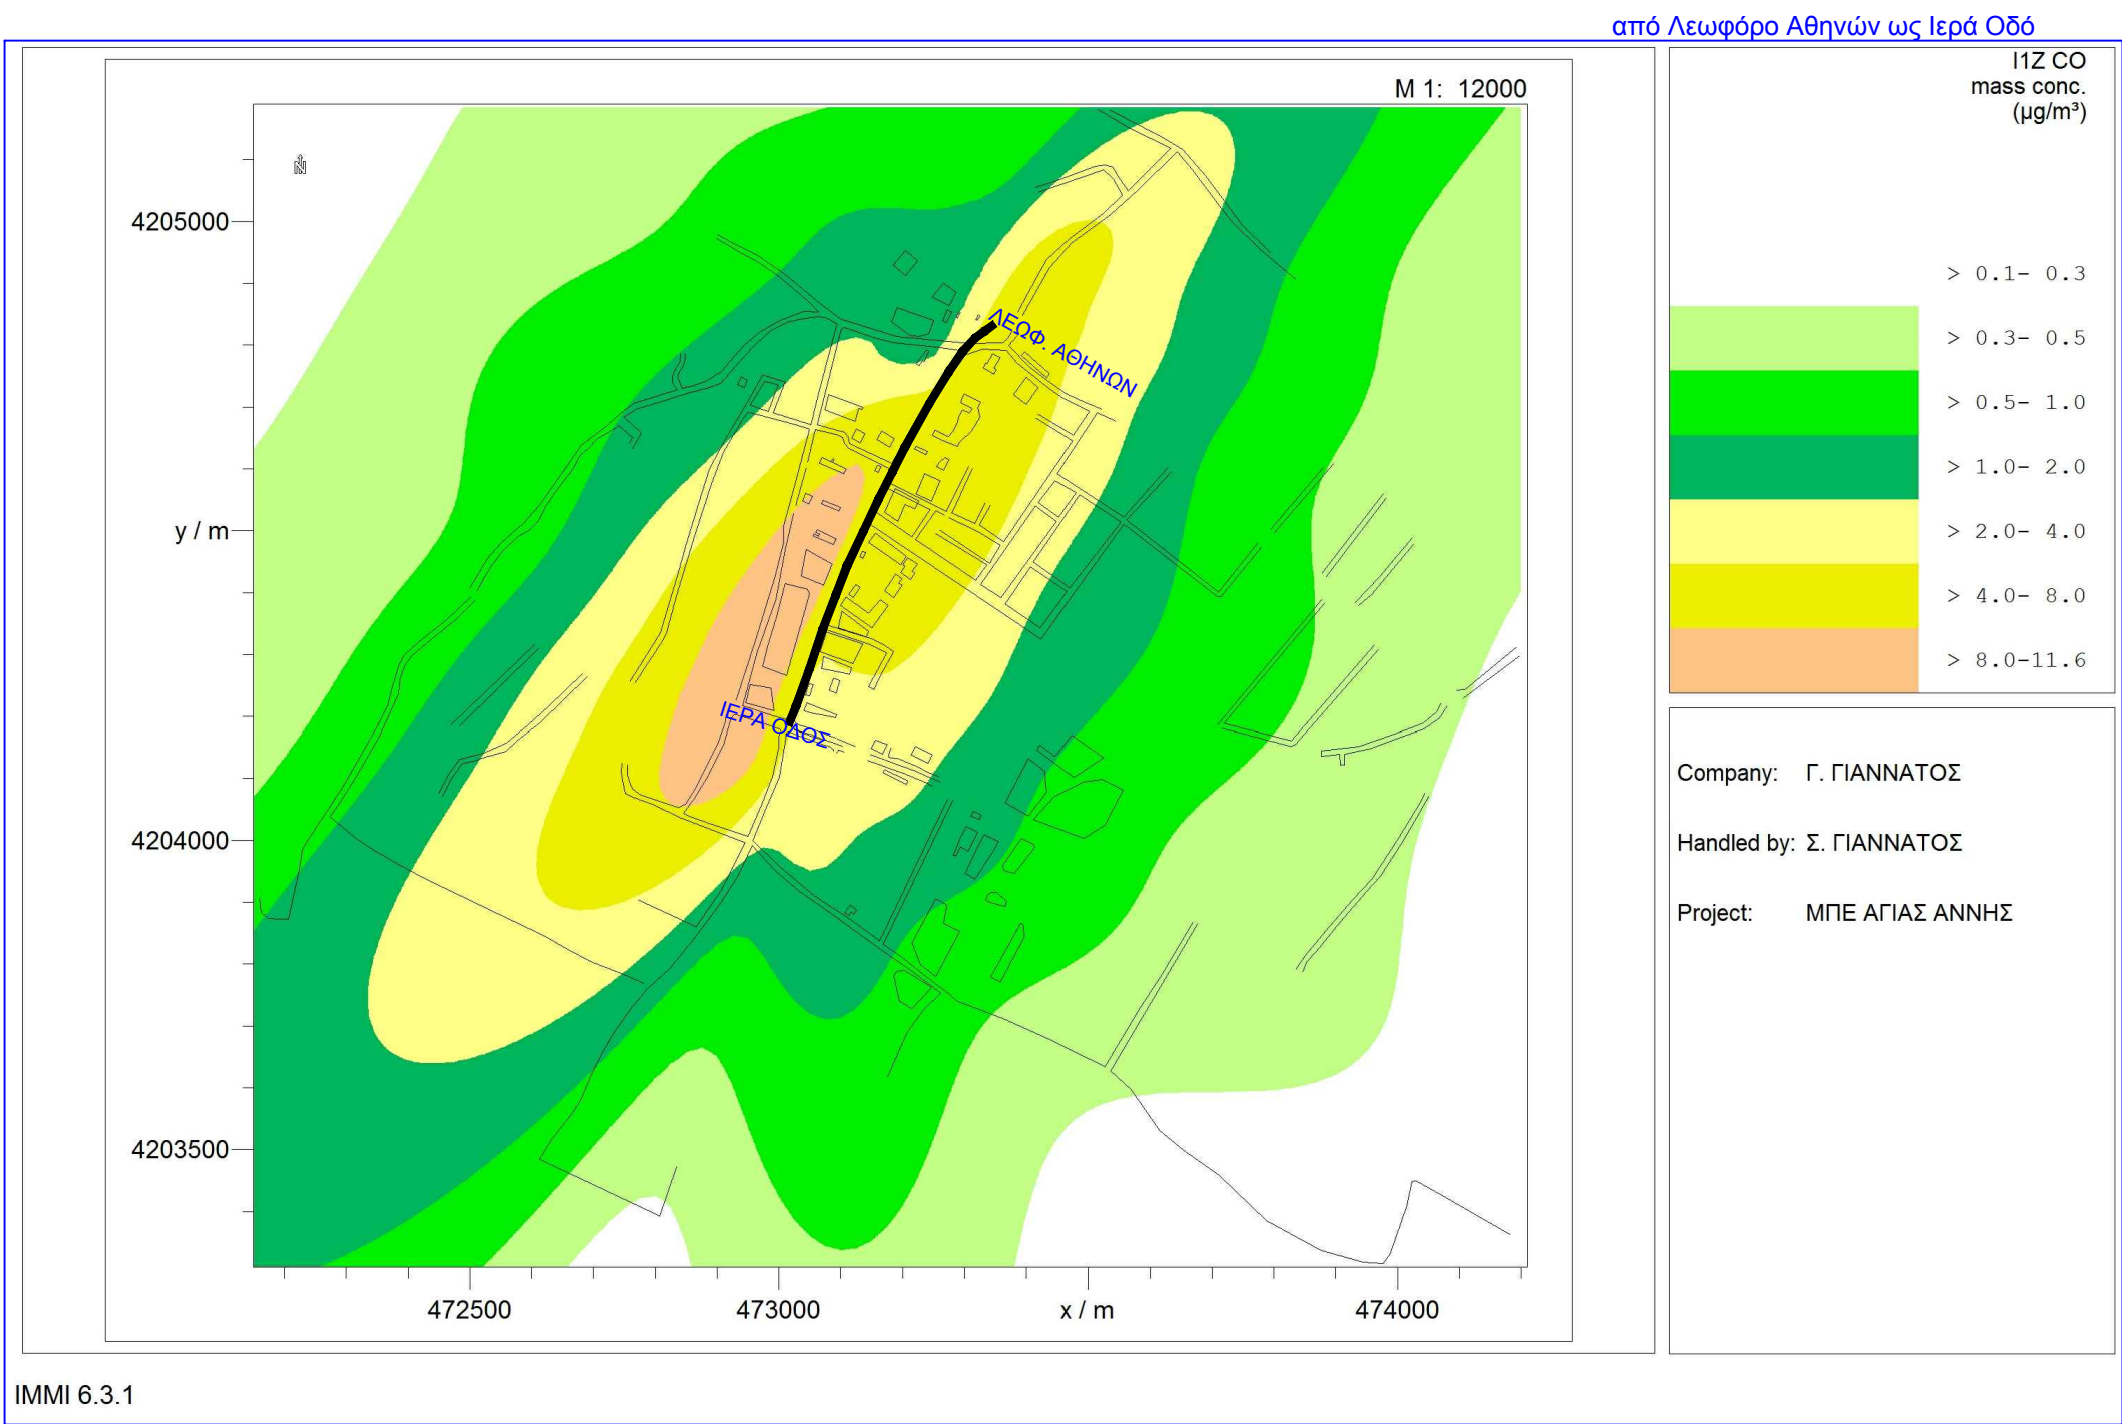 από Λεωφόρο Αθηνών ως Ιερά Οδό
M 1: 12000
I1Z CO
mass conc.
(µg/m³)
> 0.1- 0.3
> 0.3- 0.5
> 0.5- 1.0
> 1.0- 2.0
> 2.0- 4.0
> 4.0- 8.0
> 8.0-11.6
N
4205000
y / m
4204000
4203500
472500
473000
x / m
474000
ΛΕΩΦ. ΑΘΗΝΩΝ
ΙΕΡΑ ΟΔΟΣ
Company: Γ. ΓΙΑΝΝΑΤΟΣ
Handled by: Σ. ΓΙΑΝΝΑΤΟΣ
Project: ΜΠΕ ΑΓΙΑΣ ΑΝΝΗΣ
IMMI 6.3.1